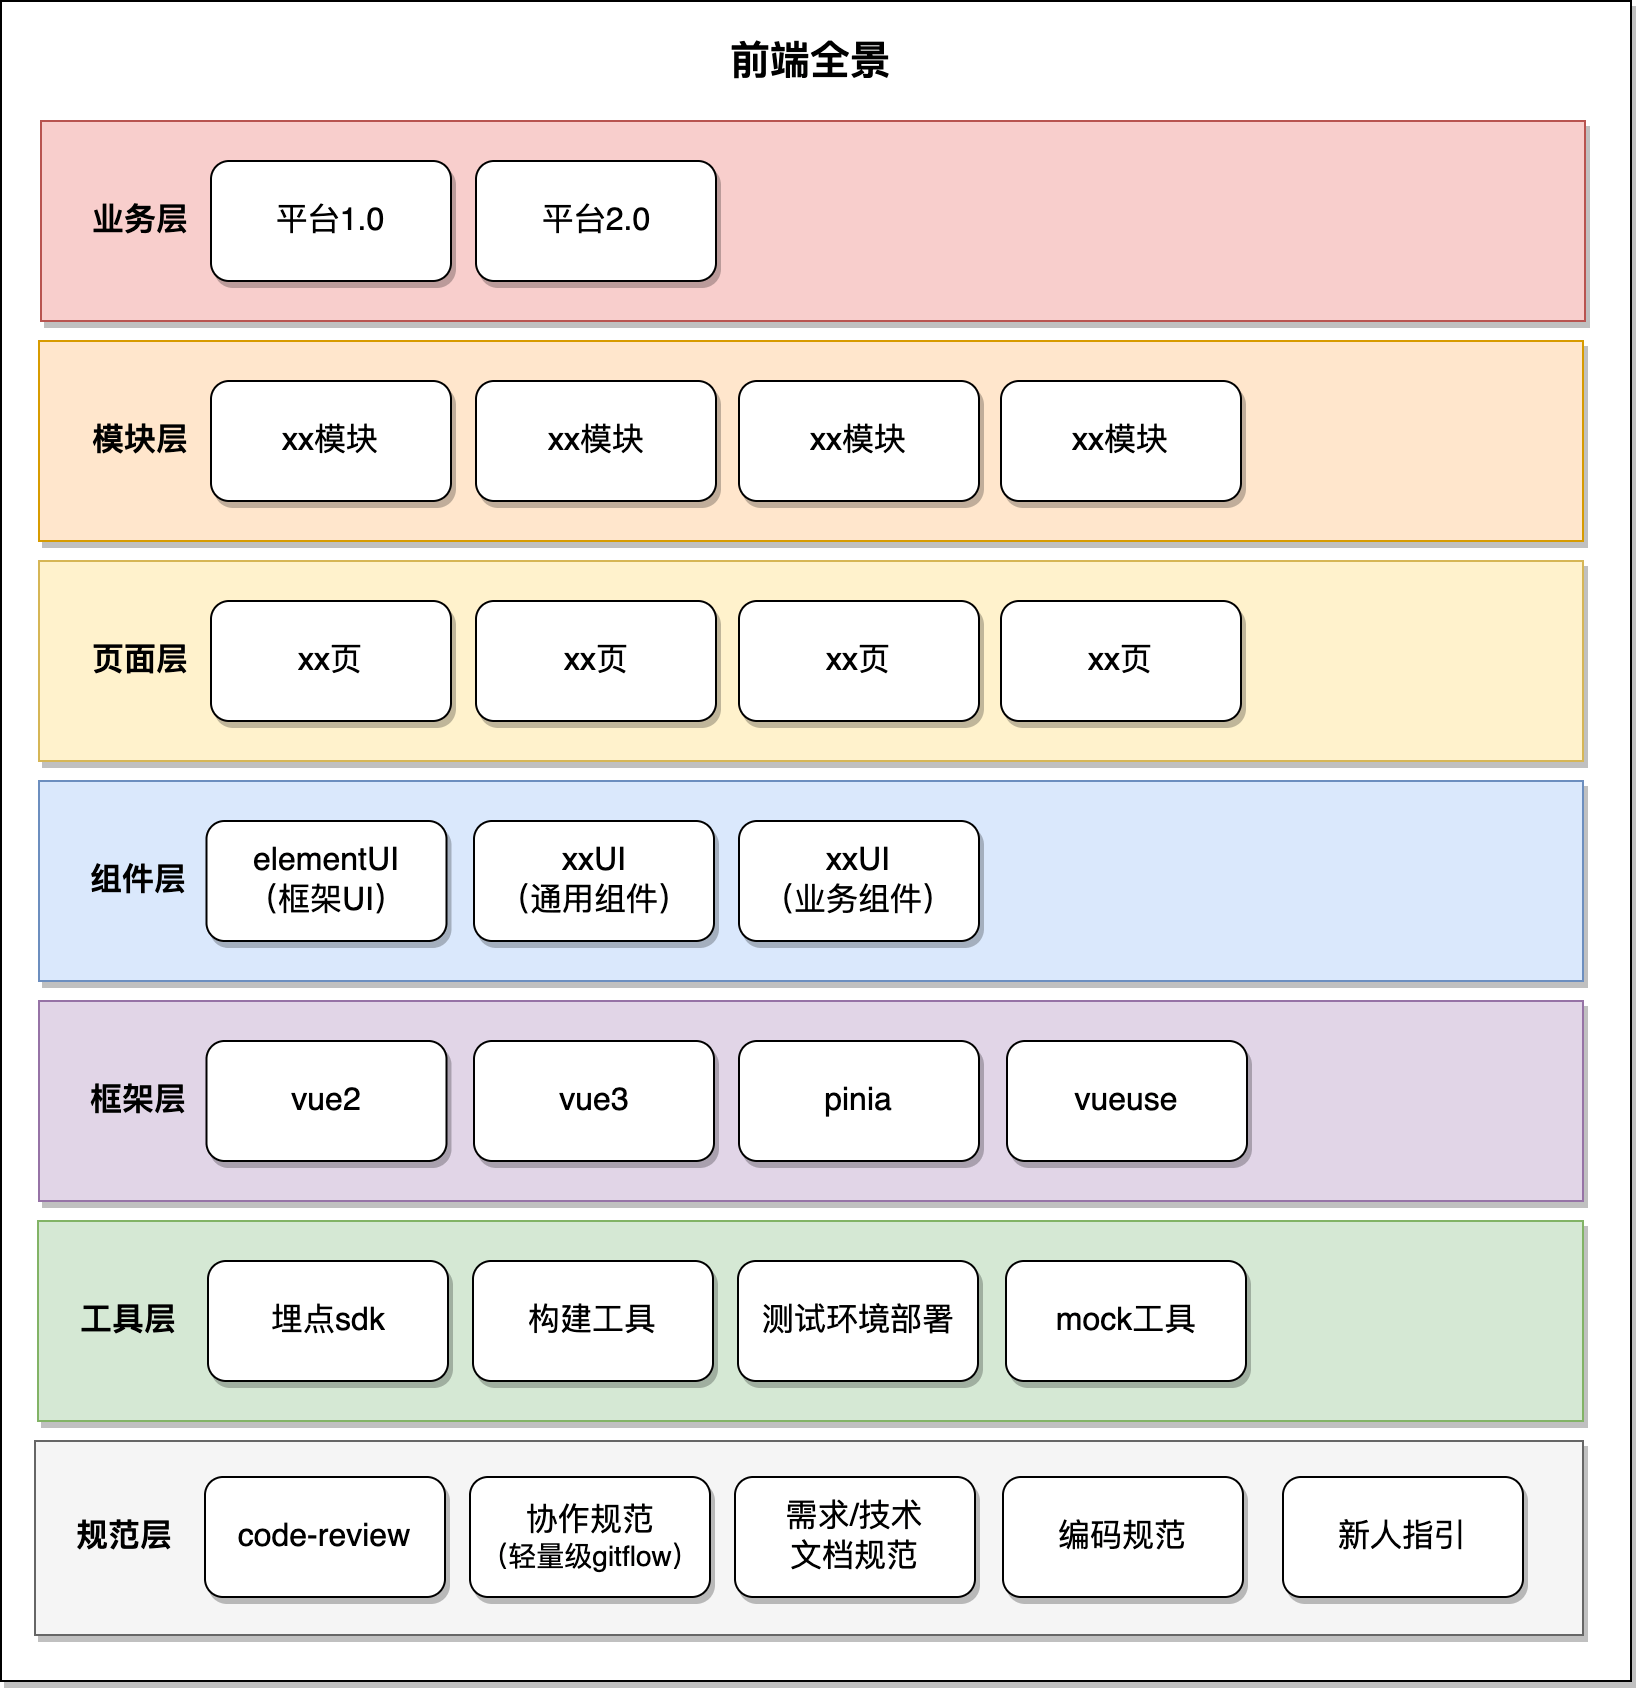 前端全景
业务层
平台1.0
平台2.0
模块层
xx模块
xx模块
xx模块
xx模块
页面层
xx页
xx页
xx页
xx页
组件层
elementUI
（框架UI）
xxUI
（通用组件）
xxUI
（业务组件）
框架层
vue2
vue3
pinia
vueuse
工具层
埋点sdk
构建工具
测试环境部署
mock工具
规范层
code-review
协作规范
（轻量级gitflow）
需求/技术
文档规范
编码规范
新人指引